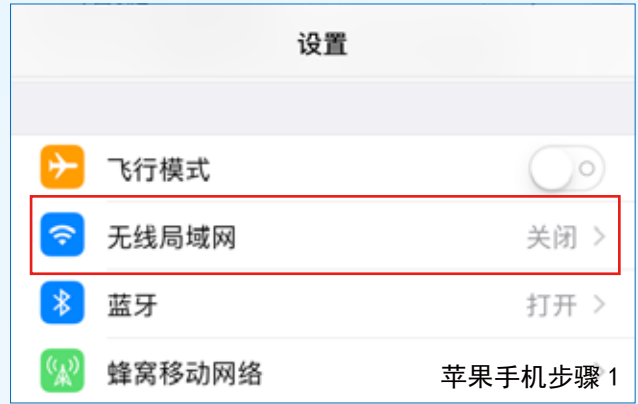 设置
飞行模式
无线局域网 关闭
蓝牙 打开
蜂窝移动网络
苹果手机步骤1